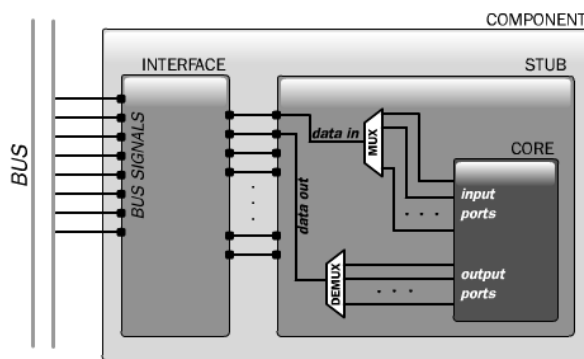 COMPONENT
INTERFACE
STUB
BUS
BUS SIGNALS
data in
MUX
CORE
input
ports
data out
DEMUX
output
ports